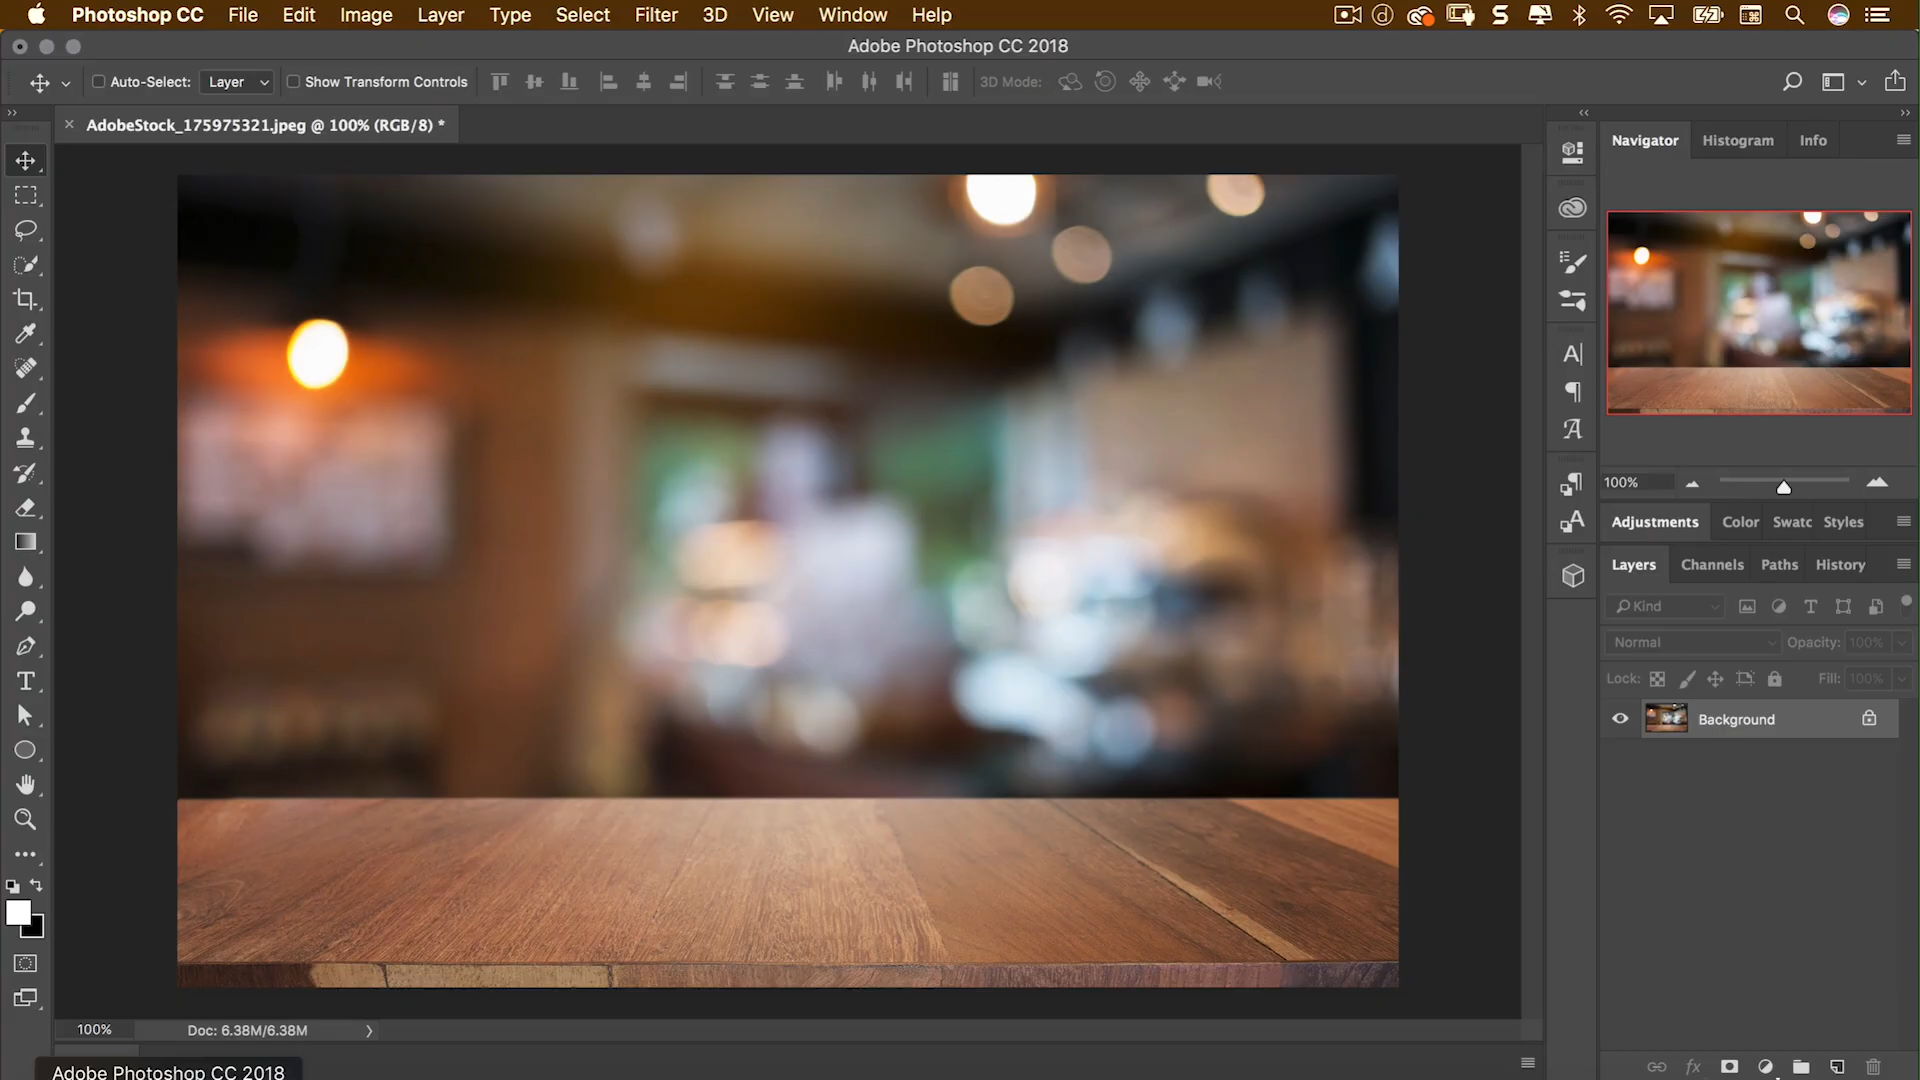 Photoshop CC File Edit Image Layer Type Select Filter 3D View Window Help
Adobe Photoshop CC 2018
Auto-Select: Layer Show Transform Controls 3D Mode:
AdobeStock_175975321.jpeg @ 100% (RGB/8) *
Navigator Histogram Info
100%
Adjustments Color Swatc Styles
Layers Channels Paths History
Kind
Normal Opacity: 100%
Lock: Fill: 100%
Background
100% Doc: 6.38M/6.38M
Adobe Photoshop CC 2018
fx